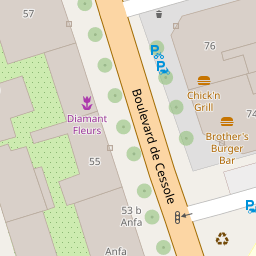 57
76
Chick'n
Grill
74
Diamant
Fleurs
Boulevard de Cessole
Brother's
Burger
Bar
55
53 b
Anfa
Anfa